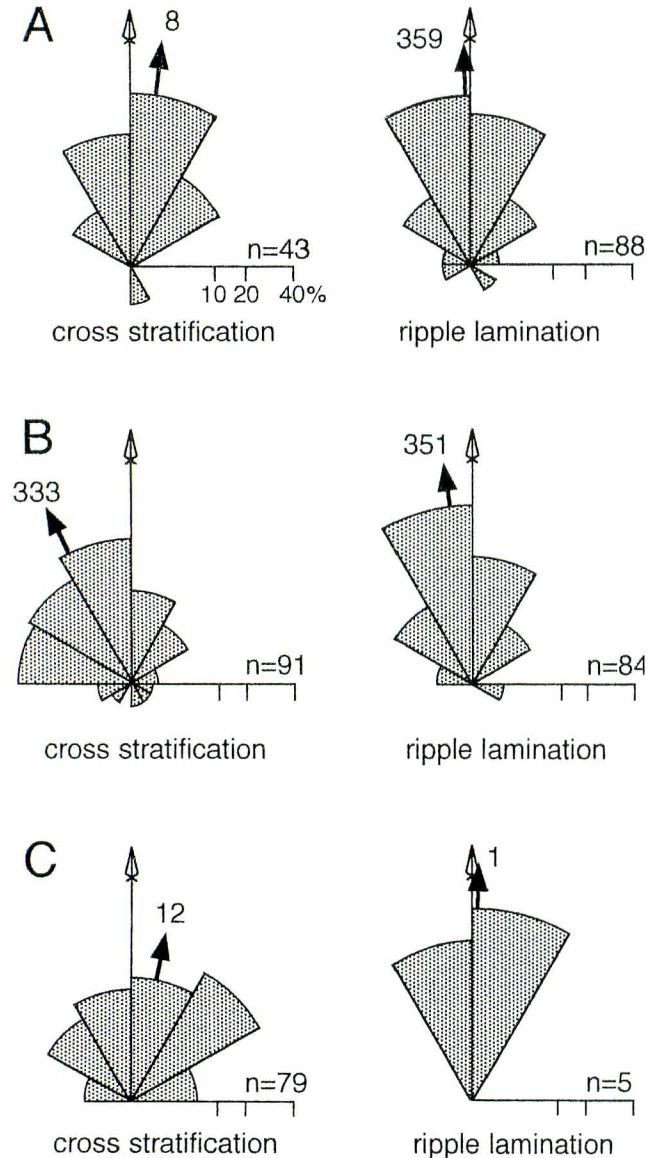 A
8
359
n=43
n=88
10 20 40%
cross stratification
ripple lamination
B
333
351
n=91
n=84
cross stratification
ripple lamination
C
12
1
n=79
n=5
cross stratification
ripple lamination